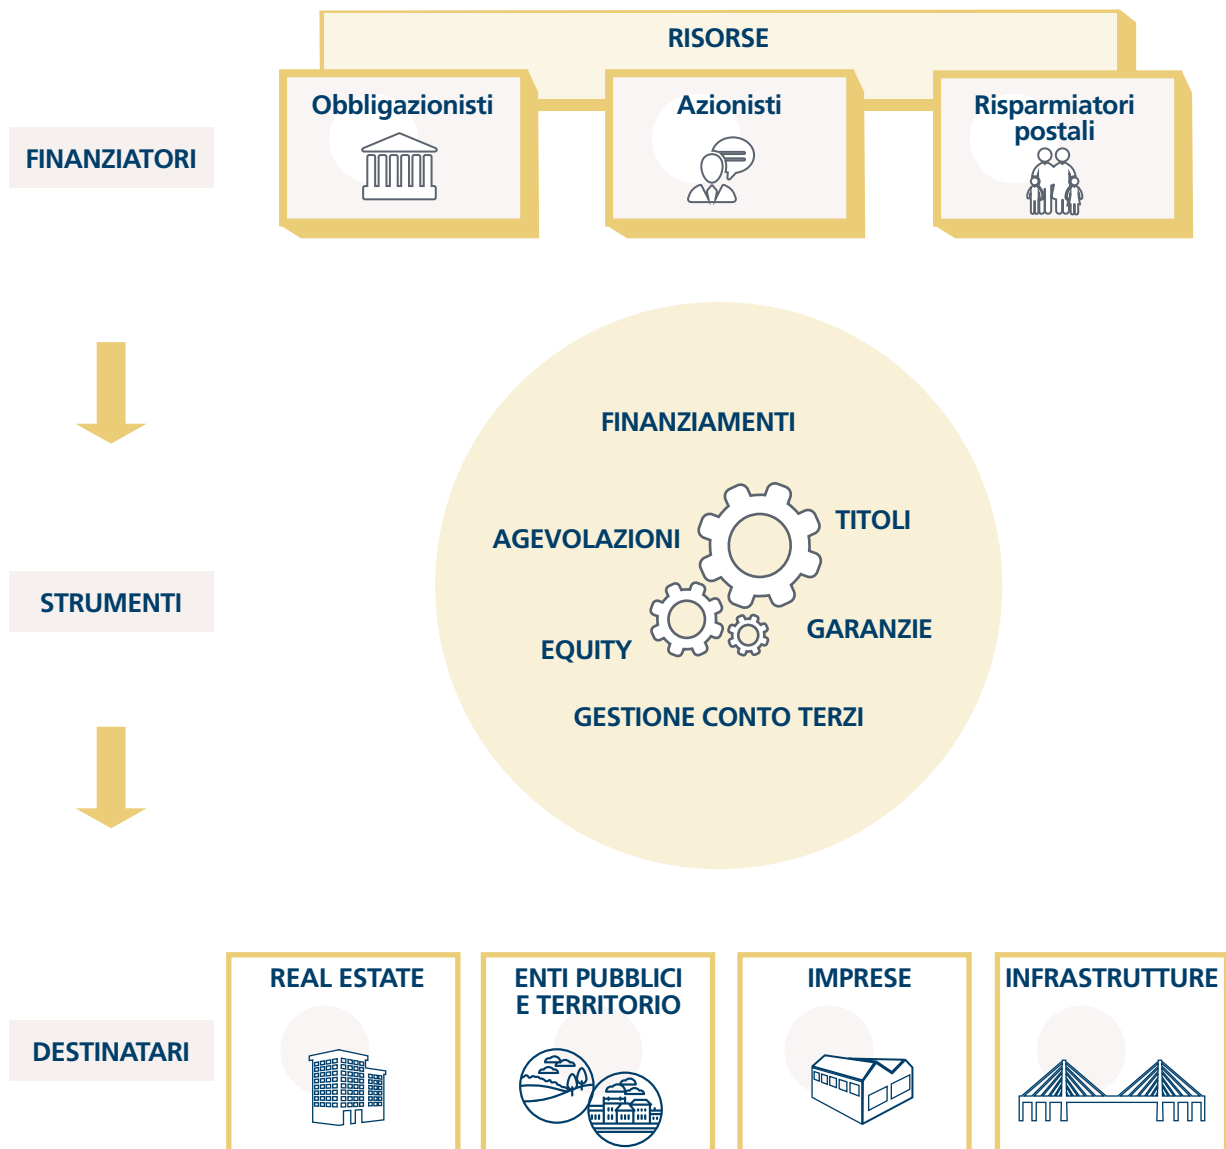 RISORSE
Obbligazionisti
Azionisti
Risparmiatori
postali
FINANZIATORI
FINANZIAMENTI
TITOLI
AGEVOLAZIONI
STRUMENTI
GARANZIE
EQUITY
GESTIONE CONTO TERZI
REAL ESTATE
ENTI PUBBLICI
E TERRITORIO
IMPRESE
INFRASTRUTTURE
DESTINATARI